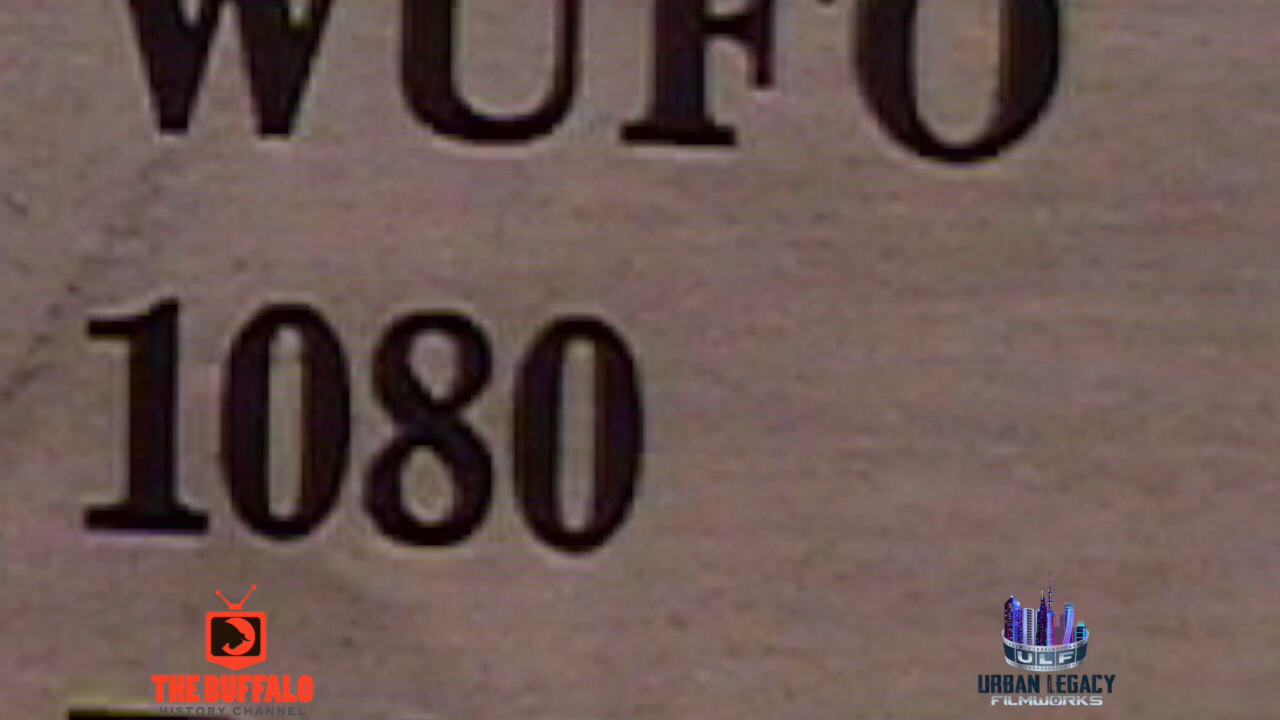 WUFO
1080
THE BUFFALO
HISTORY CHANNEL
ULF
URBAN LEGACY
FILMWORKS